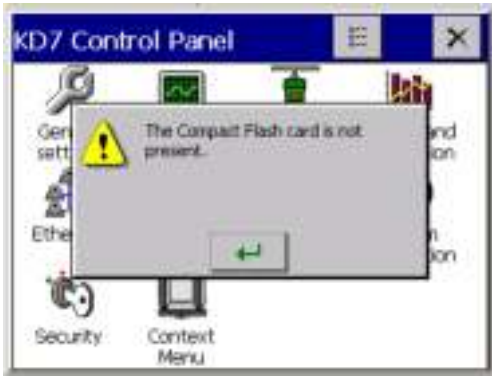 KD7 Control Panel
The Compact Flash card is not
present.
Ethe
Security
Context
Menu